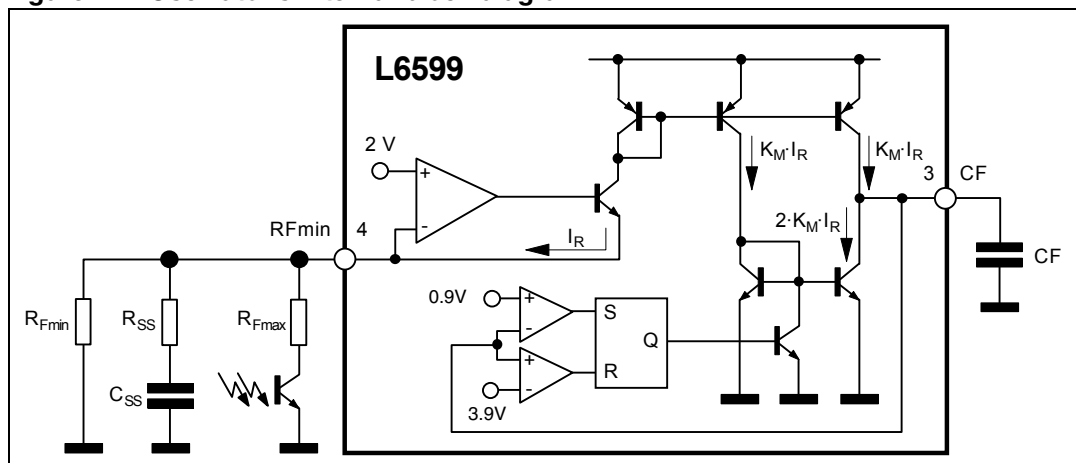 L6599
2 V
+
-
RFmin
4
I_R
K_M·I_R
K_M·I_R
3
CF
2·K_M·I_R
CF
R_Fmin
R_SS
R_Fmax
C_SS
0.9V
+
-
S
Q
+
-
R
3.9V